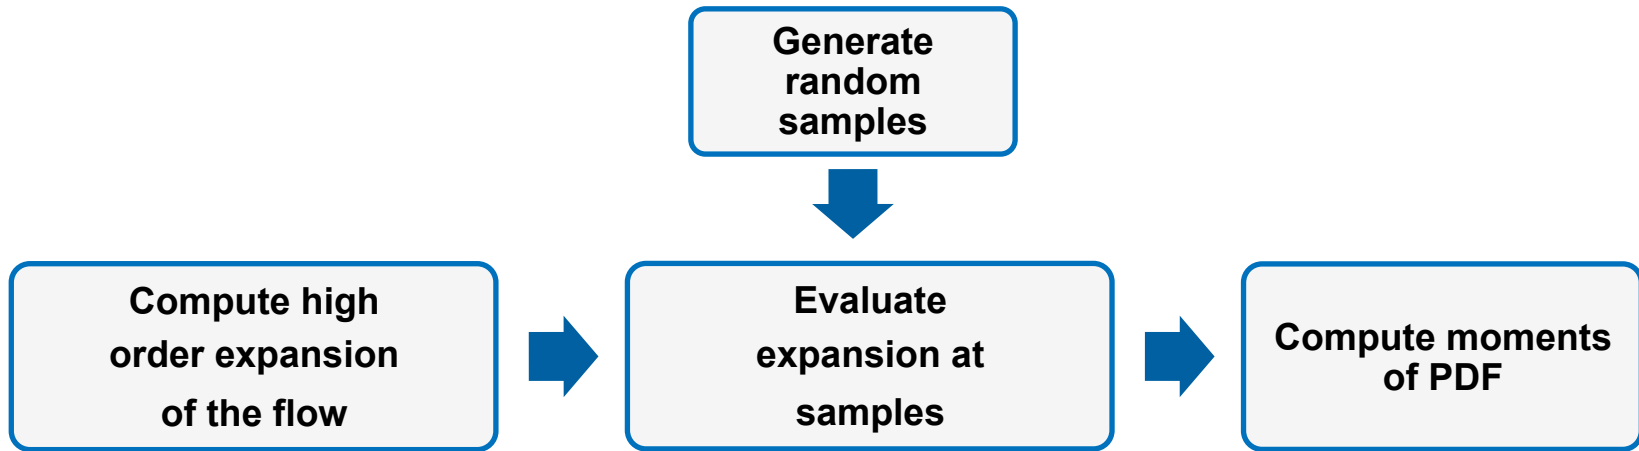 Generate
random
samples
Compute high
order expansion
of the flow
Evaluate
expansion at
samples
Compute moments
of PDF